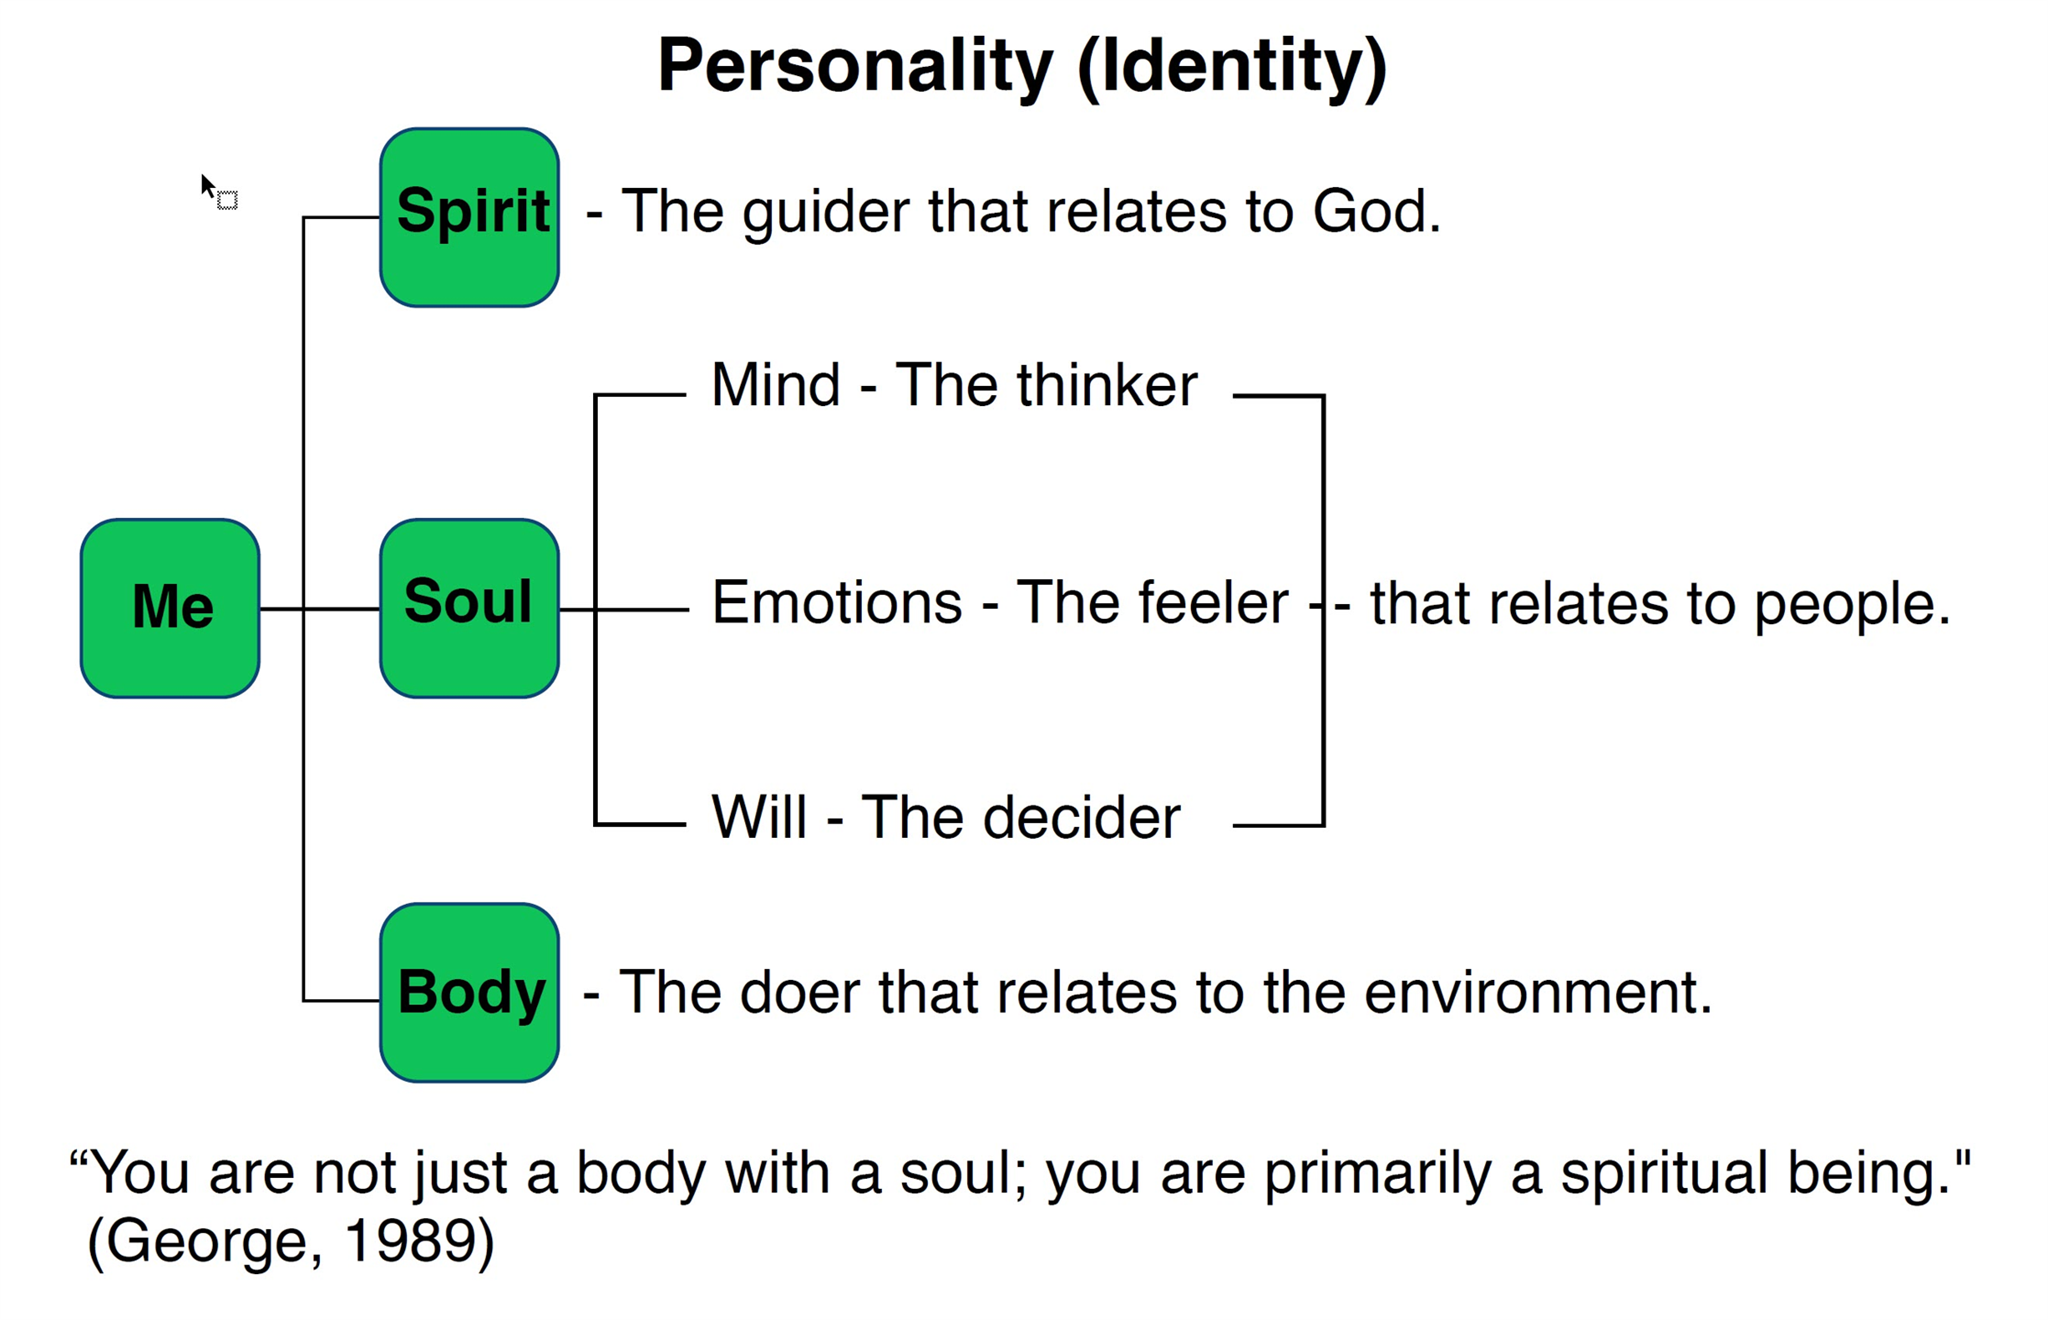 Personality (Identity)
Spirit - The guider that relates to God.
Mind - The thinker
Me
Soul
Emotions - The feeler -- that relates to people.
Will - The decider
Body - The doer that relates to the environment.
“You are not just a body with a soul; you are primarily a spiritual being."
(George, 1989)